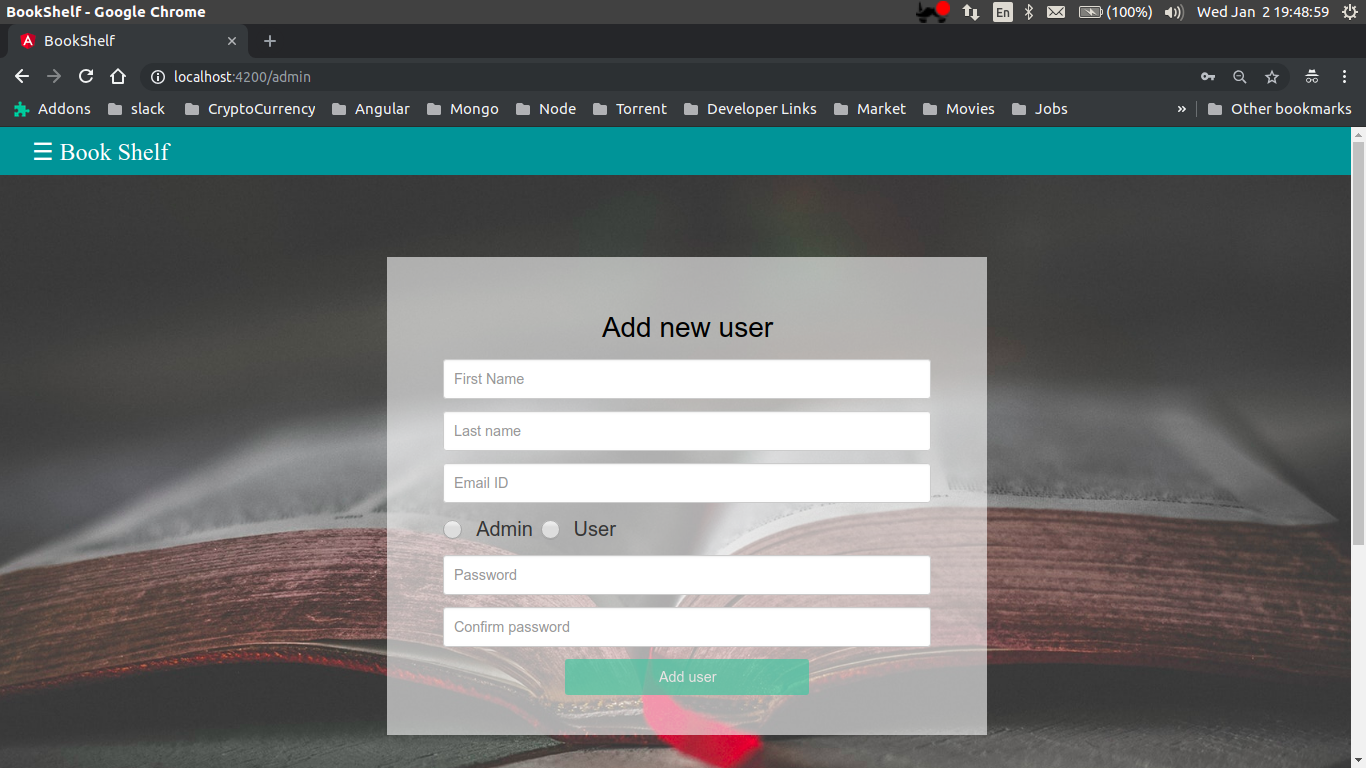 BookShelf - Google Chrome En (100%) Wed Jan 2 19:48:59
BookShelf
localhost:4200/admin
Addons slack CryptoCurrency Angular Mongo Node Torrent Developer Links Market Movies Jobs » Other bookmarks
☰ Book Shelf
Add new user
First Name
Last name
Email ID
Admin User
Password
Confirm password
Add user